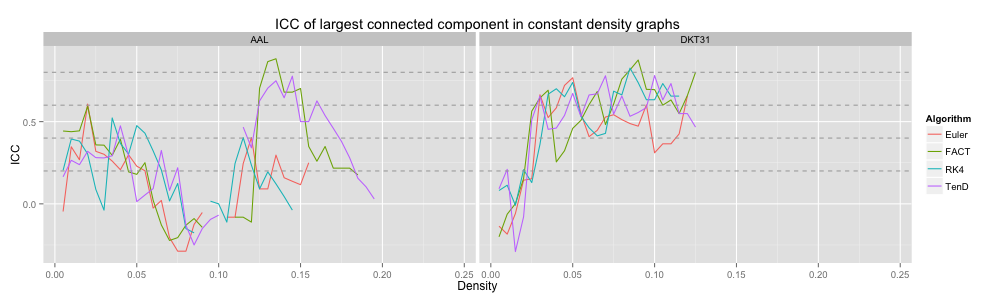 ICC of largest connected component in constant density graphs
AAL
DKT31
ICC
0.5
0.0
0.00
0.05
0.10
0.15
0.20
0.25
0.00
0.05
0.10
0.15
0.20
0.25
Density
Algorithm
Euler
FACT
RK4
TenD